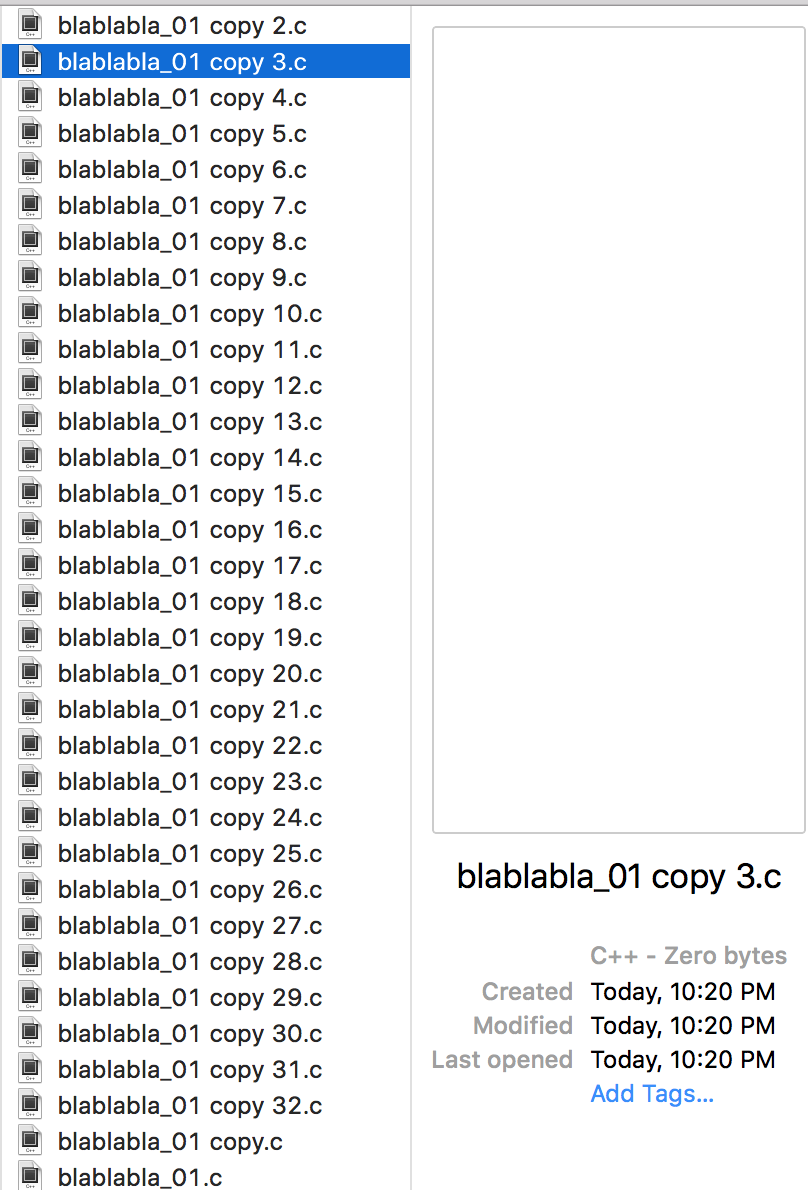 blablabla_01 copy 2.c
blablabla_01 copy 3.c
blablabla_01 copy 4.c
blablabla_01 copy 5.c
blablabla_01 copy 6.c
blablabla_01 copy 7.c
blablabla_01 copy 8.c
blablabla_01 copy 9.c
blablabla_01 copy 10.c
blablabla_01 copy 11.c
blablabla_01 copy 12.c
blablabla_01 copy 13.c
blablabla_01 copy 14.c
blablabla_01 copy 15.c
blablabla_01 copy 16.c
blablabla_01 copy 17.c
blablabla_01 copy 18.c
blablabla_01 copy 19.c
blablabla_01 copy 20.c
blablabla_01 copy 21.c
blablabla_01 copy 22.c
blablabla_01 copy 23.c
blablabla_01 copy 24.c
blablabla_01 copy 25.c
blablabla_01 copy 26.c
blablabla_01 copy 27.c
blablabla_01 copy 28.c
blablabla_01 copy 29.c
blablabla_01 copy 30.c
blablabla_01 copy 31.c
blablabla_01 copy 32.c
blablabla_01 copy.c
blablabla_01.c
blablabla_01 copy 3.c
C++ - Zero bytes
Created Today, 10:20 PM
Modified Today, 10:20 PM
Last opened Today, 10:20 PM
Add Tags...